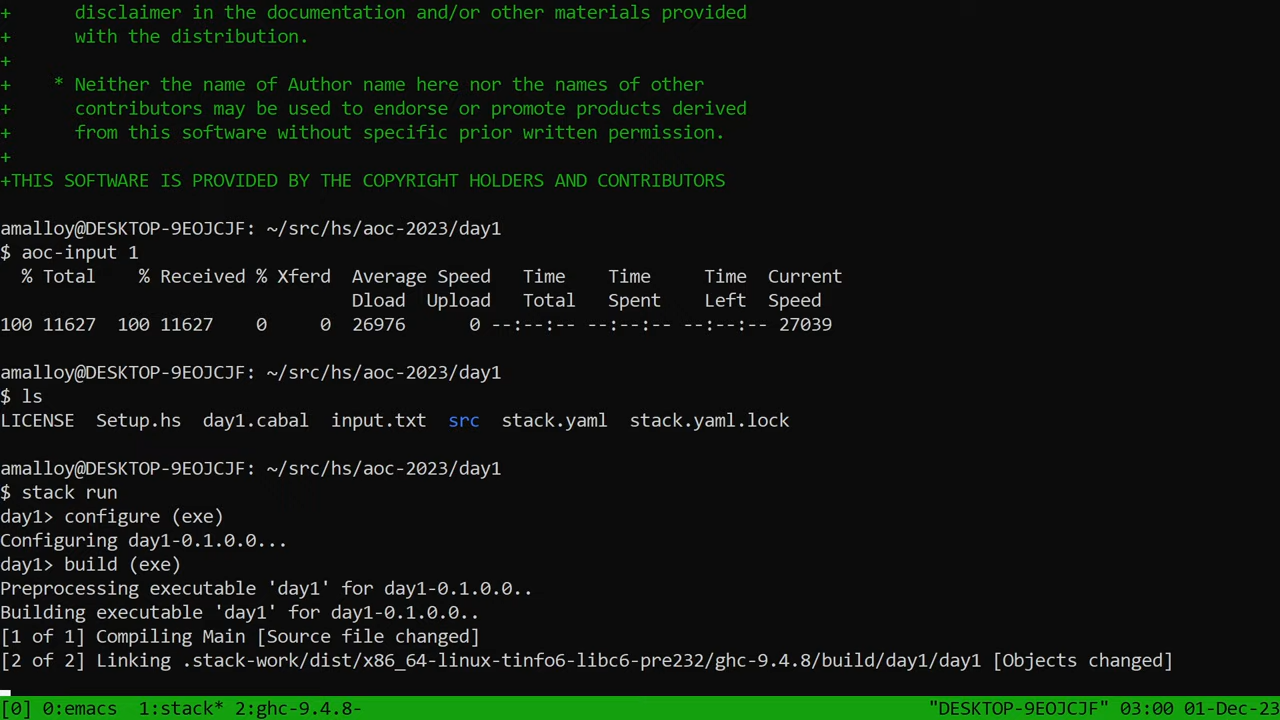 +      disclaimer in the documentation and/or other materials provided
+      with the distribution.
+
+    * Neither the name of Author name here nor the names of other
+      contributors may be used to endorse or promote products derived
+      from this software without specific prior written permission.
+
+THIS SOFTWARE IS PROVIDED BY THE COPYRIGHT HOLDERS AND CONTRIBUTORS
amalloy@DESKTOP-9EOJCJF: ~/src/hs/aoc-2023/day1
$ aoc-input 1
  % Total    % Received % Xferd  Average Speed   Time    Time     Time  Current
                                 Dload  Upload   Total   Spent    Left  Speed
100 11627  100 11627    0     0  26976      0 --:--:-- --:--:-- --:--:-- 27039
amalloy@DESKTOP-9EOJCJF: ~/src/hs/aoc-2023/day1
$ ls
LICENSE  Setup.hs  day1.cabal  input.txt  src  stack.yaml  stack.yaml.lock
amalloy@DESKTOP-9EOJCJF: ~/src/hs/aoc-2023/day1
$ stack run
day1> configure (exe)
Configuring day1-0.1.0.0...
day1> build (exe)
Preprocessing executable 'day1' for day1-0.1.0.0..
Building executable 'day1' for day1-0.1.0.0..
[1 of 1] Compiling Main [Source file changed]
[2 of 2] Linking .stack-work/dist/x86_64-linux-tinfo6-libc6-pre232/ghc-9.4.8/build/day1/day1 [Objects changed]
[0] 0:emacs  1:stack* 2:ghc-9.4.8-    "DESKTOP-9EOJCJF" 03:00 01-Dec-23